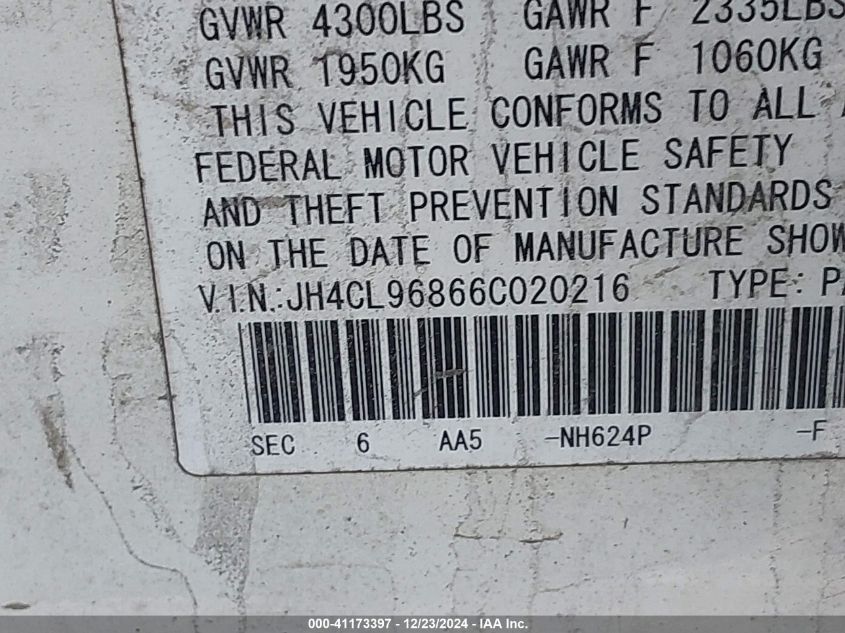 GVWR 4300LBS GAWR F 2335LBS
GVWR 1950KG GAWR F 1060KG
THIS VEHICLE CONFORMS TO ALL
FEDERAL MOTOR VEHICLE SAFETY
AND THEFT PREVENTION STANDARDS
ON THE DATE OF MANUFACTURE SHOW
V.I.N.:JH4CL96866C020216 TYPE: PA
SEC 6 AA5 -NH624P -F
000-41173397 - 12/23/2024 - IAA Inc.